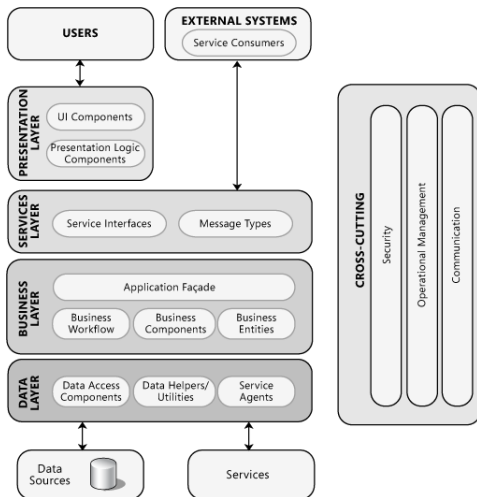 USERS
EXTERNAL SYSTEMS
Service Consumers
PRESENTATION
LAYER
UI Components
Presentation Logic
Components
SERVICES
LAYER
Service Interfaces
Message Types
BUSINESS
LAYER
Application Façade
Business
Workflow
Business
Components
Business
Entities
DATA
LAYER
Data Access
Components
Data Helpers/
Utilities
Service
Agents
Data
Sources
Services
CROSS-CUTTING
Security
Operational Management
Communication